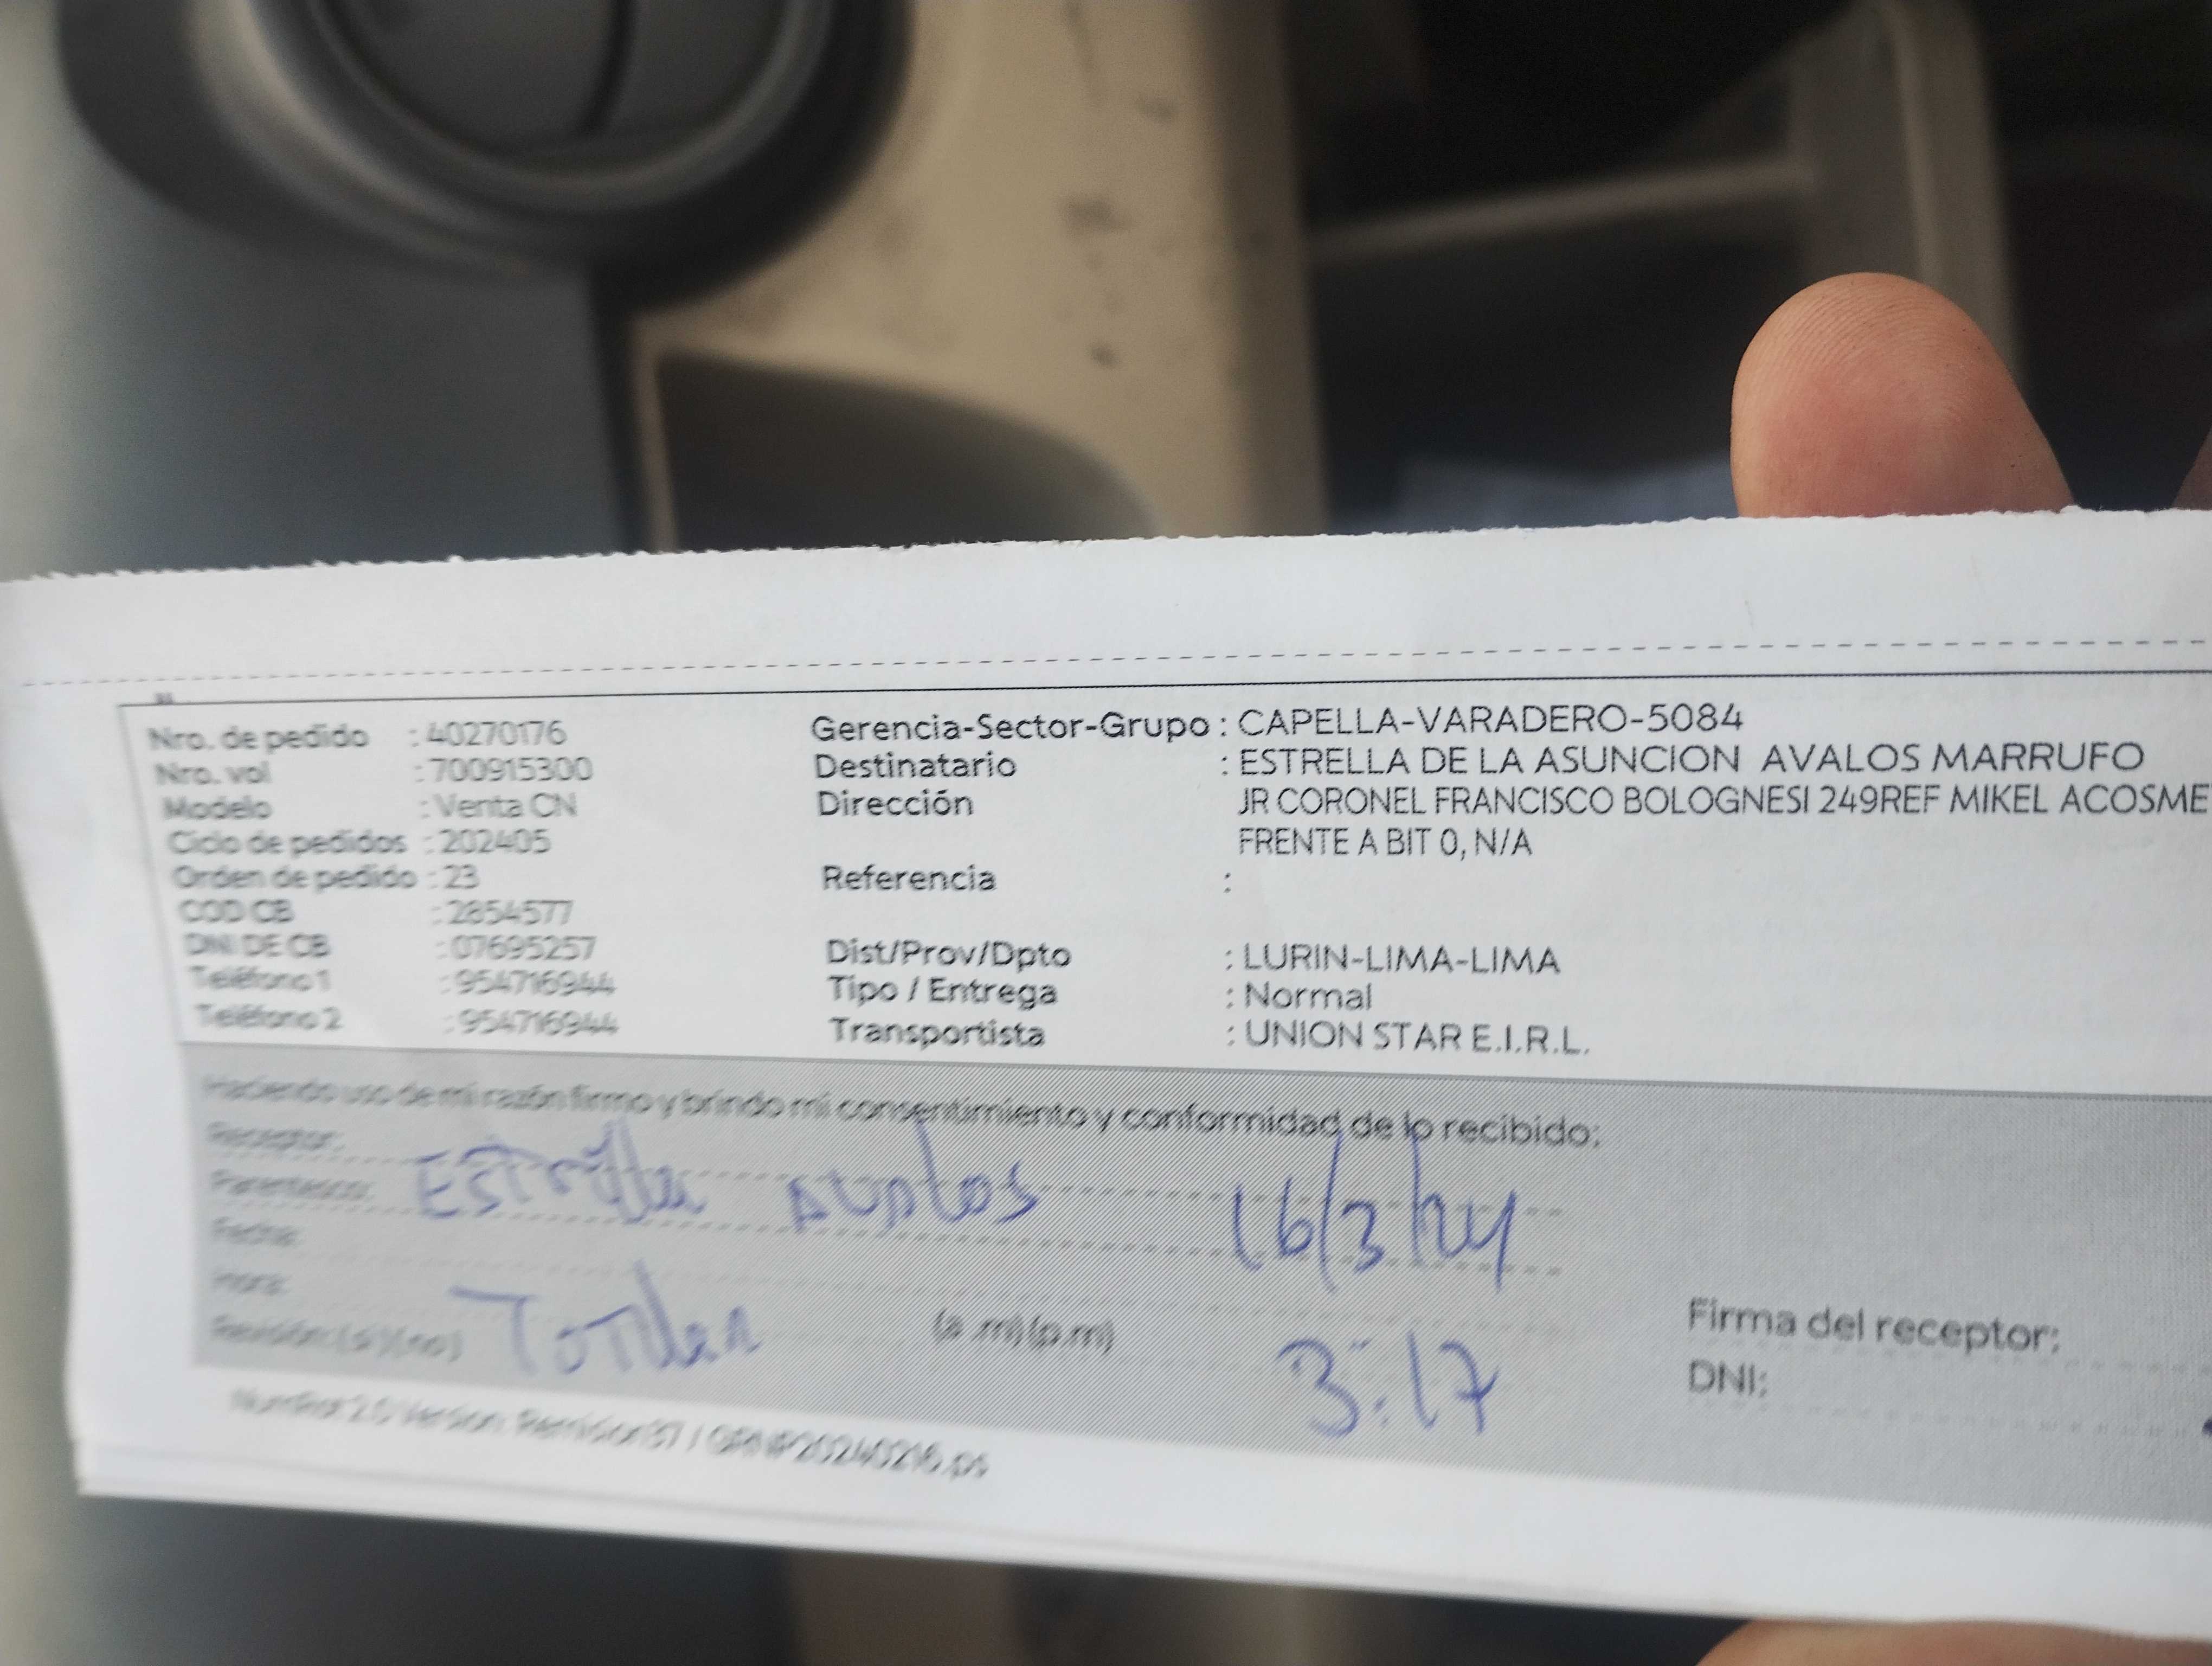 Nro. de pedido : 40270176
Nro. vol : 700915300
Modelo : Venta CN
Ciclo de pedidos : 202405
Orden de pedido : 23
COD CB : 2854577
DNI DE CB : 07695257
Teléfono 1 : 954716944
Teléfono 2 : 954716944
Gerencia-Sector-Grupo : CAPELLA-VARADERO-5084
Destinatario : ESTRELLA DE LA ASUNCION AVALOS MARRUFO
Dirección JR CORONEL FRANCISCO BOLOGNESI 249REF MIKEL ACOSME
FRENTE A BIT 0, N/A
Referencia :
Dist/Prov/Dpto : LURIN-LIMA-LIMA
Tipo / Entrega : Normal
Transportista : UNION STAR E.I.R.L.
Haciendo uso de mi razón firmo y brindo mi consentimiento y conformidad de lo recibido:
Receptor:
Parentesco: Estrella Avalos 16/3/24
Fecha:
Hora: (a.m)(p.m) 3:17
Revisión: (si)(no) Titular
Firma del receptor:
DNI: